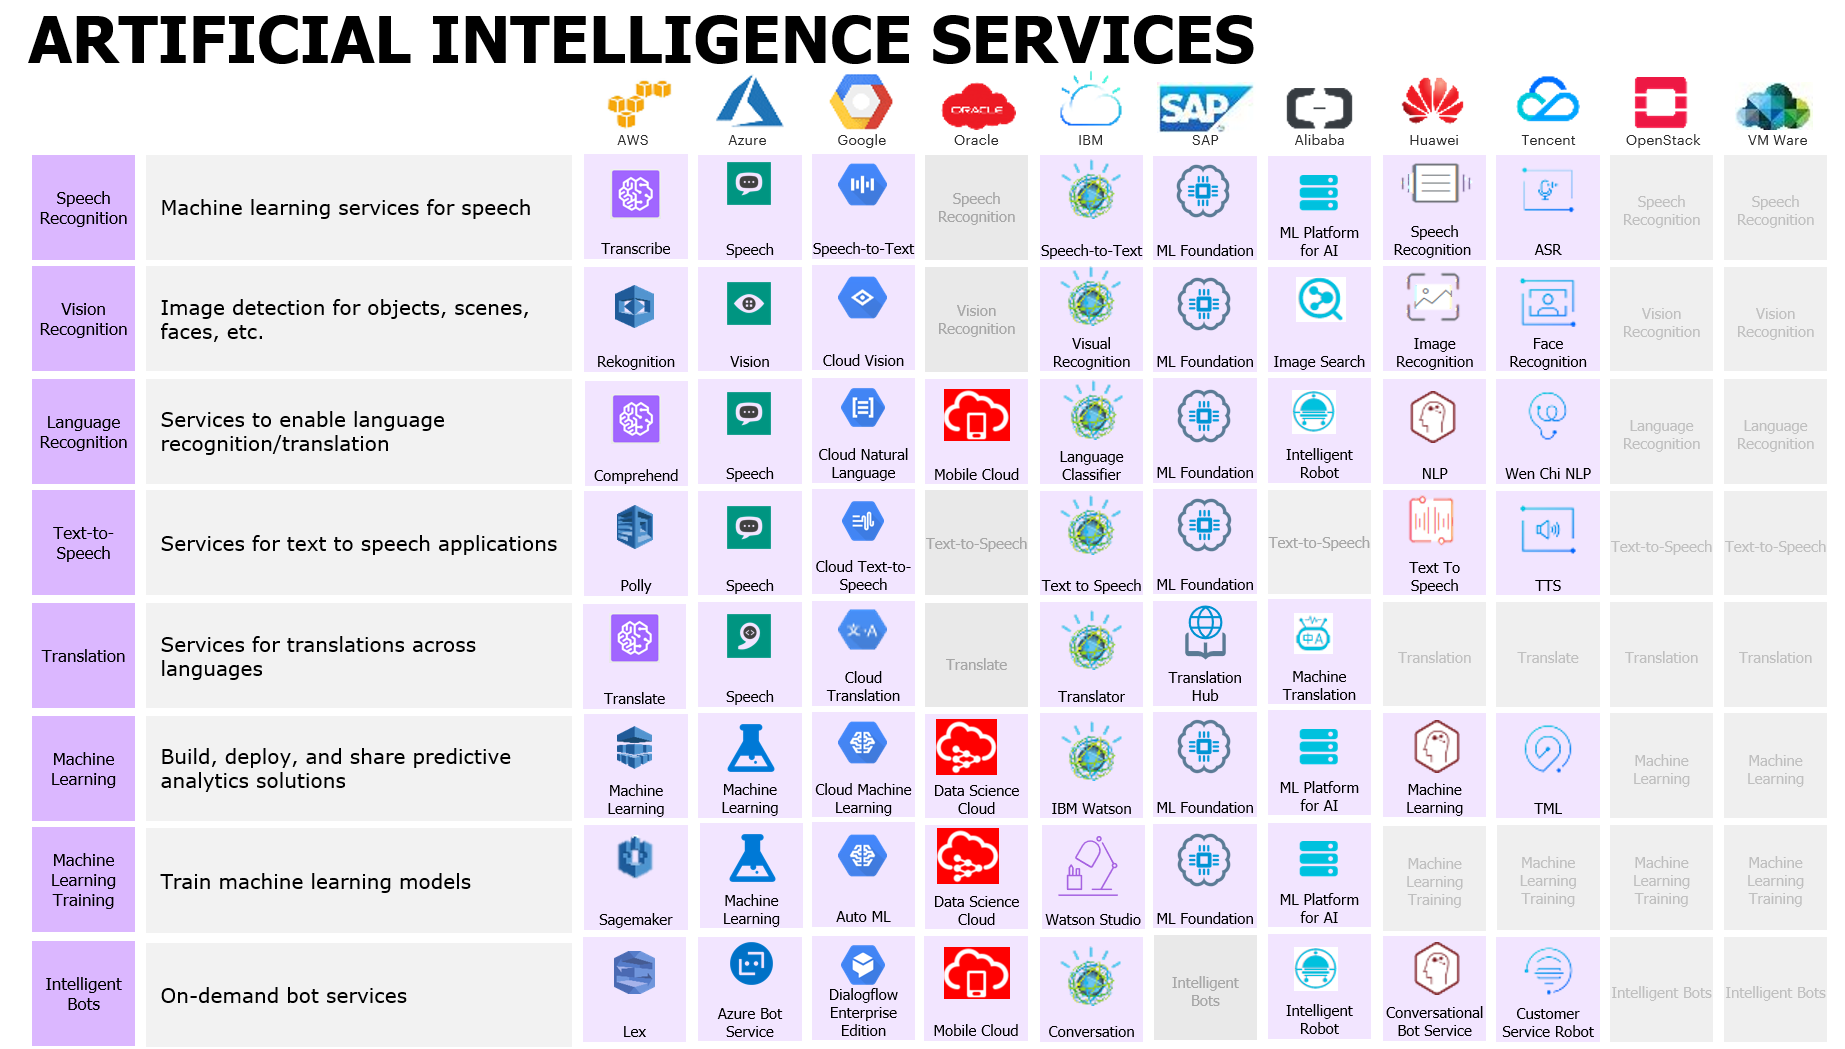 ARTIFICIAL INTELLIGENCE SERVICES
ORACLE
SAP
AWS
Azure
Google
Oracle
IBM
SAP
Alibaba
Huawei
Tencent
OpenStack
VM Ware
Speech
Recognition
Machine learning services for speech
Transcribe
Speech
Speech-to-Text
Speech
Recognition
Speech-to-Text
ML Foundation
ML Platform
for AI
Speech
Recognition
ASR
Speech
Recognition
Speech
Recognition
Vision
Recognition
Image detection for objects, scenes,
faces, etc.
Rekognition
Vision
Cloud Vision
Vision
Recognition
Visual
Recognition
ML Foundation
Image Search
Image
Recognition
Face
Recognition
Vision
Recognition
Vision
Recognition
Language
Recognition
Services to enable language
recognition/translation
Comprehend
Speech
Cloud Natural
Language
Mobile Cloud
Language
Classifier
ML Foundation
Intelligent
Robot
NLP
Wen Chi NLP
Language
Recognition
Language
Recognition
Text-to-
Speech
Services for text to speech applications
Polly
Speech
Cloud Text-to-
Speech
Text-to-Speech
Text to Speech
ML Foundation
Text-to-Speech
Text To
Speech
TTS
Text-to-Speech
Text-to-Speech
Translation
Services for translations across
languages
Translate
Speech
文A
Cloud
Translation
Translate
Translator
Translation
Hub
中A
Machine
Translation
Translation
Translate
Translation
Translation
Machine
Learning
Build, deploy, and share predictive
analytics solutions
Machine
Learning
Machine
Learning
Cloud Machine
Learning
Data Science
Cloud
IBM Watson
ML Foundation
ML Platform
for AI
Machine
Learning
TML
Machine
Learning
Machine
Learning
Machine
Learning
Training
Train machine learning models
Sagemaker
Machine
Learning
Auto ML
Data Science
Cloud
Watson Studio
ML Foundation
ML Platform
for AI
Machine
Learning
Training
Machine
Learning
Training
Machine
Learning
Training
Machine
Learning
Training
Intelligent
Bots
On-demand bot services
Lex
Azure Bot
Service
Dialogflow
Enterprise
Edition
Mobile Cloud
Conversation
Intelligent
Bots
Intelligent
Robot
Conversational
Bot Service
Customer
Service Robot
Intelligent Bots
Intelligent Bots